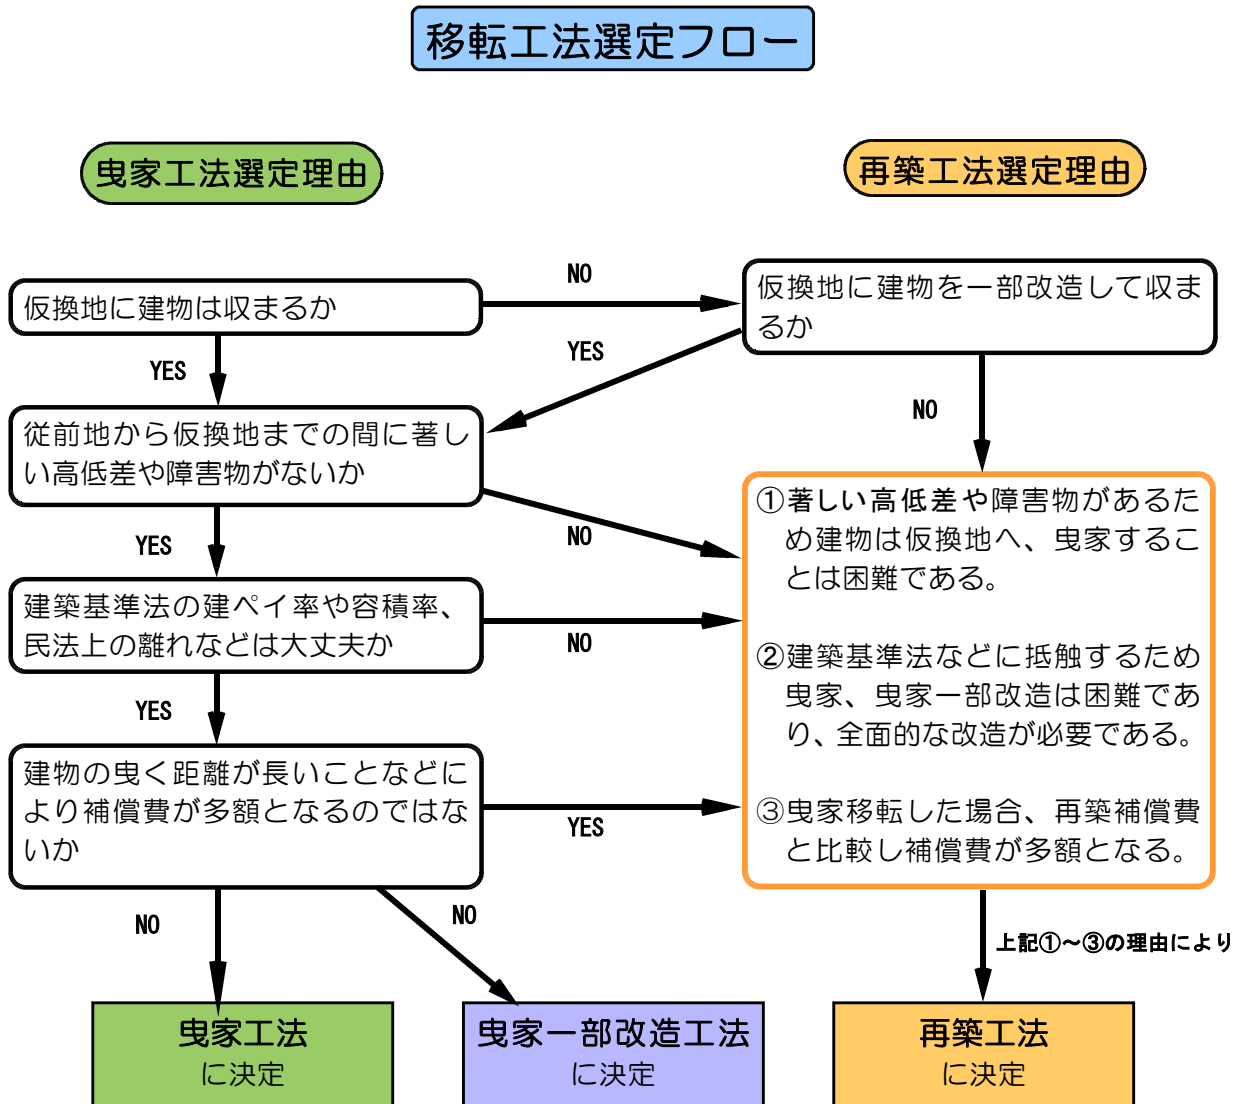 移転工法選定フロー
曳家工法選定理由
再築工法選定理由
仮換地に建物は収まるか
NO
仮換地に建物を一部改造して収ま
るか
YES
YES
NO
従前地から仮換地までの間に著し
い高低差や障害物がないか
YES
NO
①著しい高低差や障害物があるた
め建物は仮換地へ、曳家するこ
とは困難である。
建築基準法の建ペイ率や容積率、
民法上の離れなどは大丈夫か
NO
YES
②建築基準法などに抵触するため
曳家、曳家一部改造は困難であ
り、全面的な改造が必要である。
建物の曳く距離が長いことなどに
より補償費が多額となるのではな
いか
YES
③曳家移転した場合、再築補償費
と比較し補償費が多額となる。
NO
NO
上記①～③の理由により
曳家工法
に決定
曳家一部改造工法
に決定
再築工法
に決定